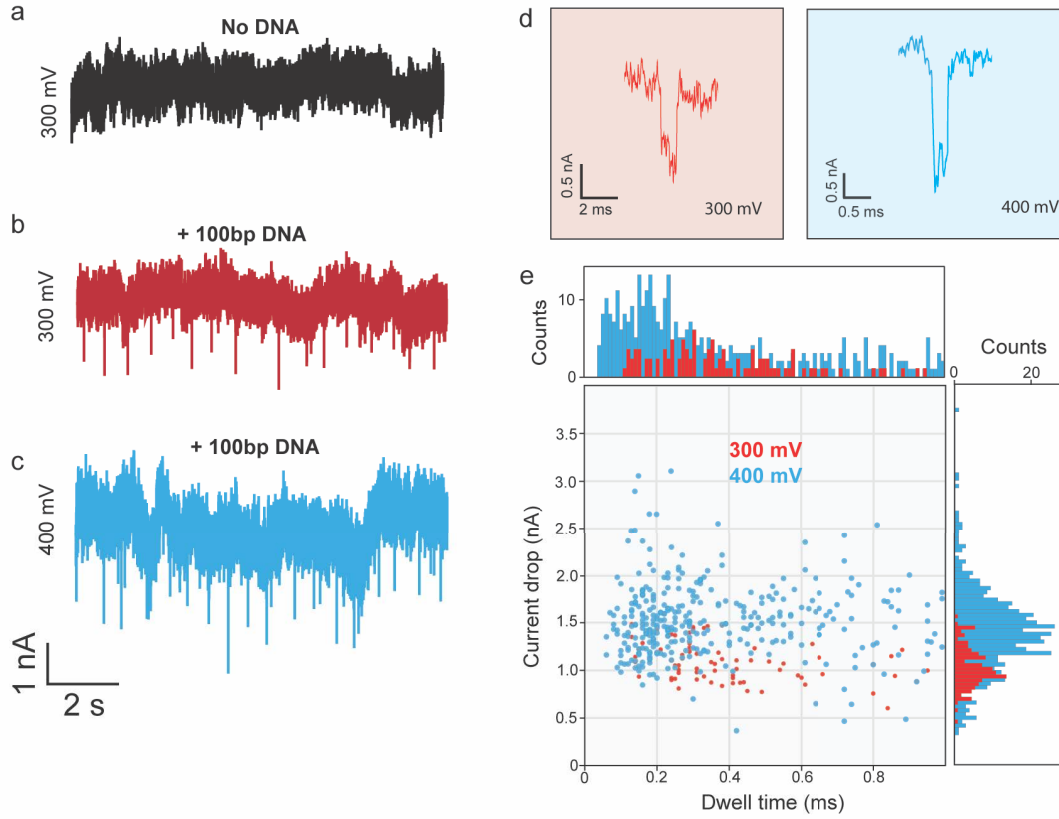 a
No DNA
300 mV
b
+ 100bp DNA
300 mV
c
+ 100bp DNA
400 mV
1 nA
2 s
d
0.5 nA
2 ms
300 mV
0.5 nA
0.5 ms
400 mV
e
Counts
10
0
Counts
0
20
Current drop (nA)
3.5
3.0
2.5
2.0
1.5
1.0
0.5
0
300 mV
400 mV
0
0.2
0.4
0.6
0.8
Dwell time (ms)